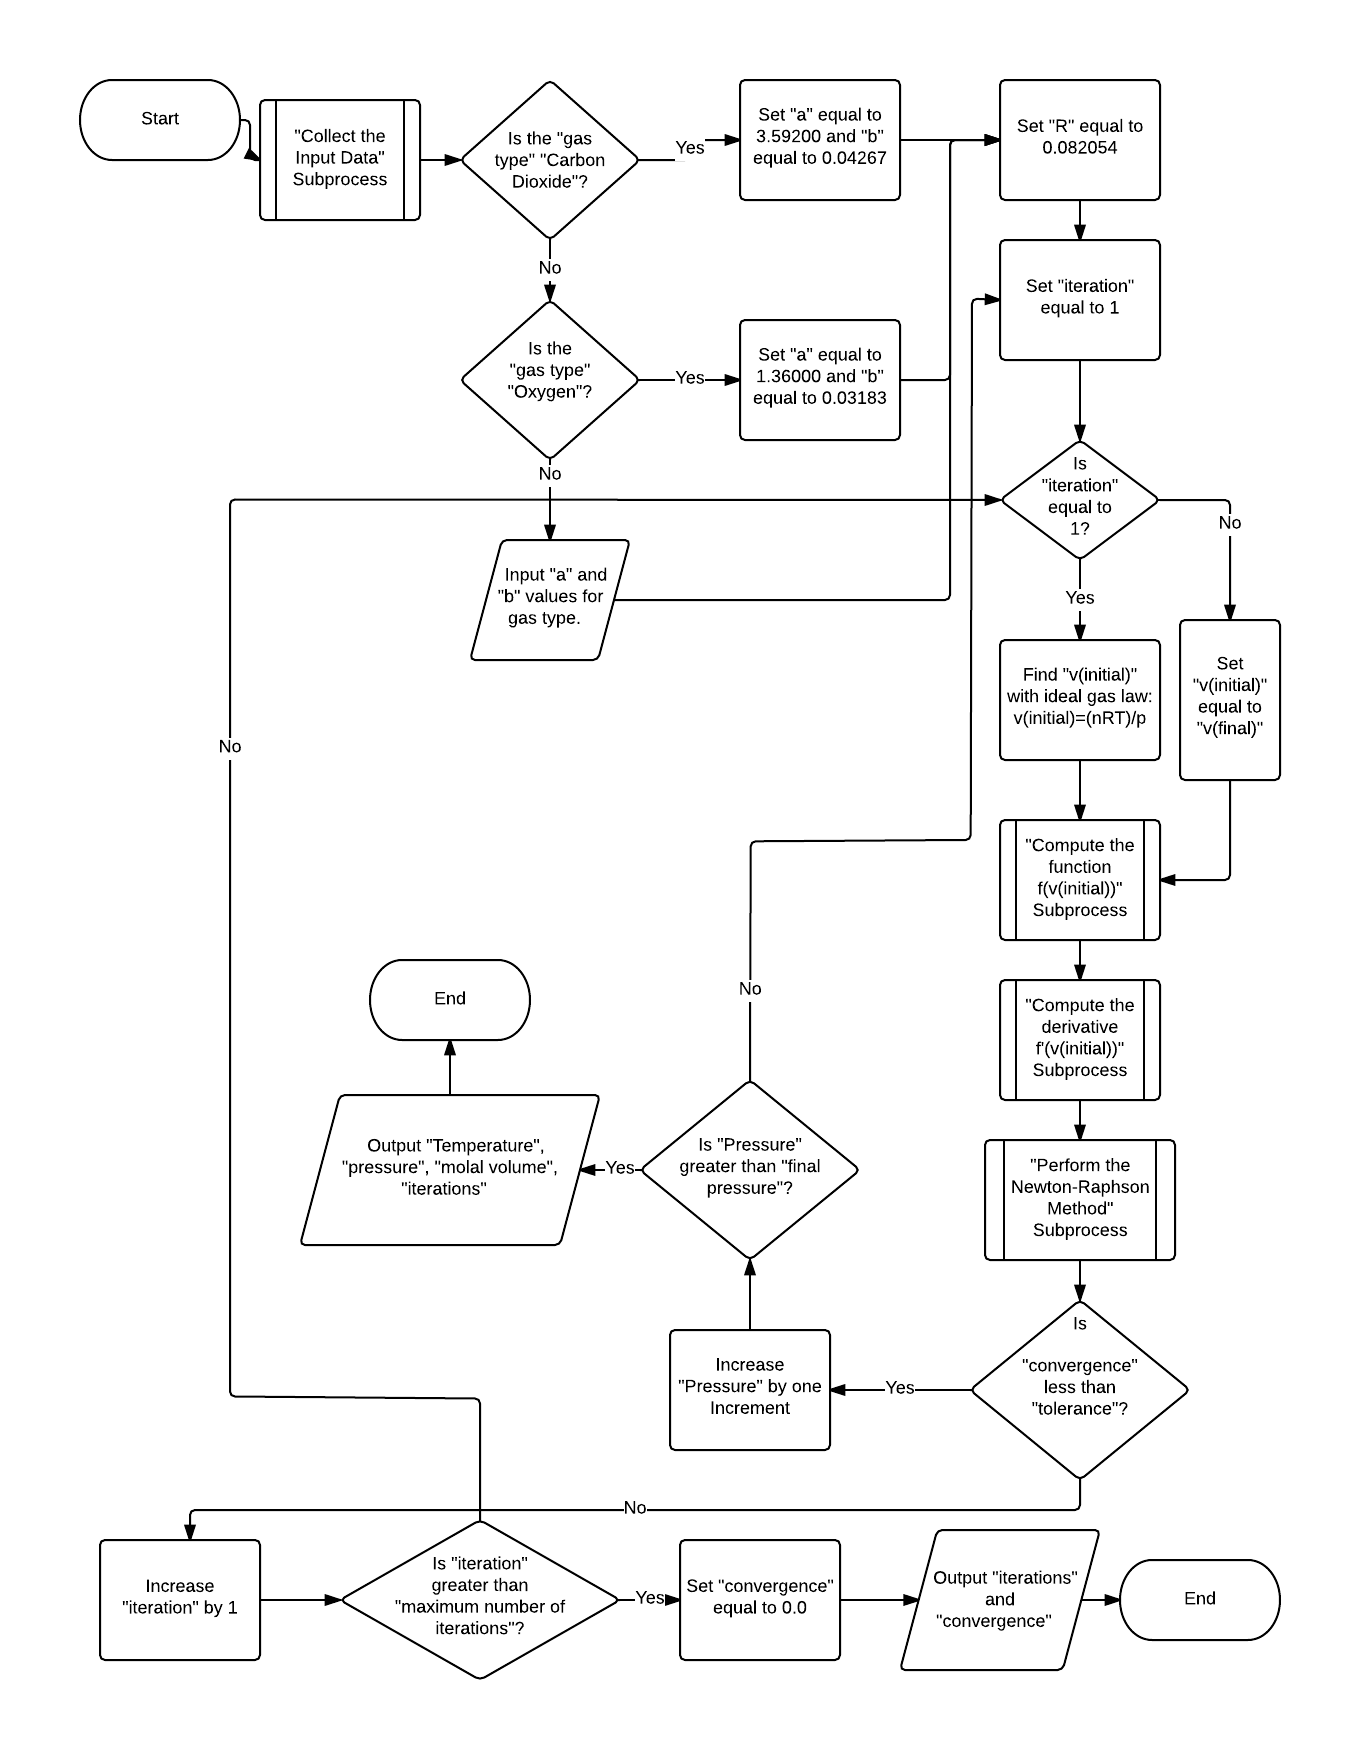 Start
"Collect the
Input Data"
Subprocess
Is the "gas
type" "Carbon
Dioxide"?
Yes
Set "a" equal to
3.59200 and "b"
equal to 0.04267
Set "R" equal to
0.082054
No
Set "iteration"
equal to 1
Is the
"gas type"
"Oxygen"?
Yes
Set "a" equal to
1.36000 and "b"
equal to 0.03183
No
Is
"iteration"
equal to
1?
No
Input "a" and
"b" values for
gas type.
Yes
Find "v(initial)"
with ideal gas law:
v(initial)=(nRT)/p
Set
"v(initial)"
equal to
"v(final)"
No
"Compute the
function
f(v(initial))"
Subprocess
No
End
"Compute the
derivative
f'(v(initial))"
Subprocess
Output "Temperature",
"pressure", "molal volume",
"iterations"
Yes
Is "Pressure"
greater than "final
pressure"?
"Perform the
Newton-Raphson
Method"
Subprocess
Increase
"Pressure" by one
Increment
Yes
Is
"convergence"
less than
"tolerance"?
No
Increase
"iteration" by 1
Is "iteration"
greater than
"maximum number of
iterations"?
Yes
Set "convergence"
equal to 0.0
Output "iterations"
and
"convergence"
End